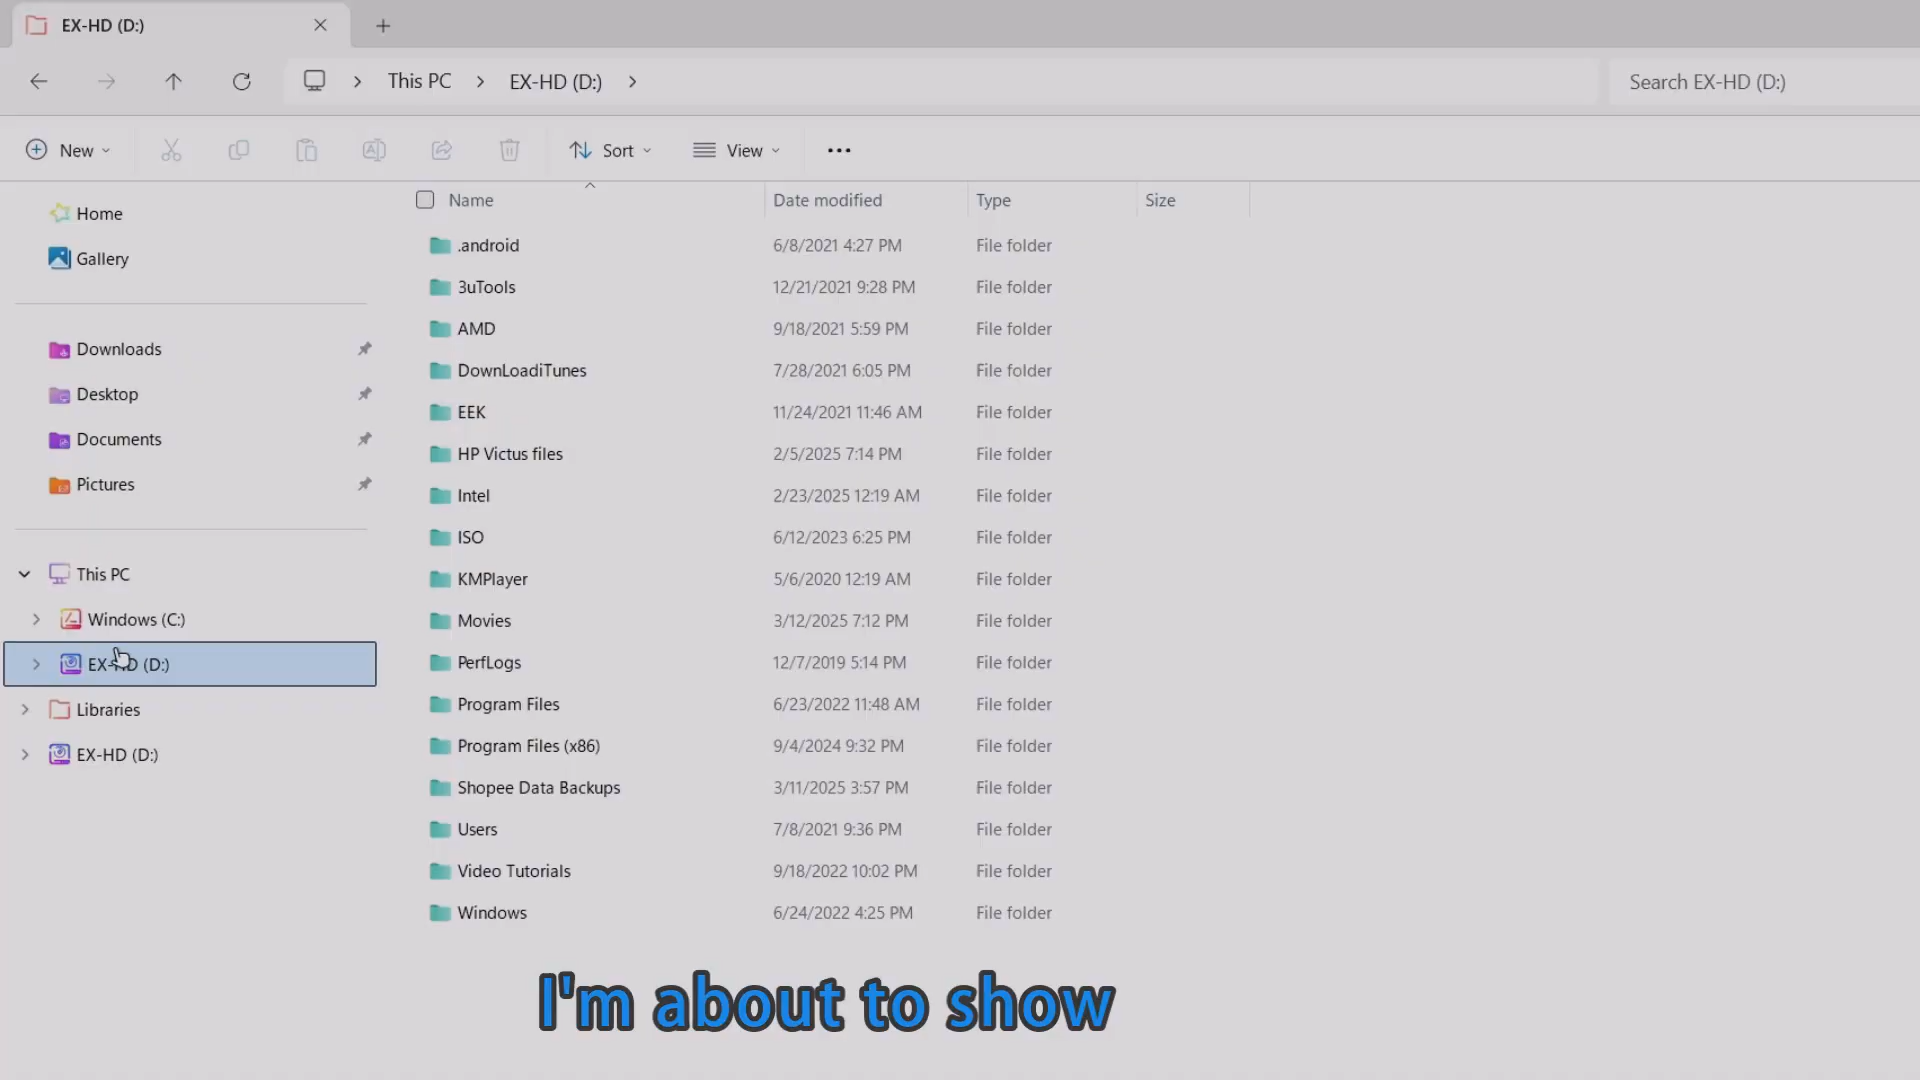 EX-HD (D:)
This PC EX-HD (D:) Search EX-HD (D:)
New Sort View
Name Date modified Type Size
Home
Gallery
Downloads
Desktop
Documents
Pictures
This PC
Windows (C:)
EX-HD (D:)
Libraries
EX-HD (D:)
.android 6/8/2021 4:27 PM File folder
3uTools 12/21/2021 9:28 PM File folder
AMD 9/18/2021 5:59 PM File folder
DownLoadiTunes 7/28/2021 6:05 PM File folder
EEK 11/24/2021 11:46 AM File folder
HP Victus files 2/5/2025 7:14 PM File folder
Intel 2/23/2025 12:19 AM File folder
ISO 6/12/2023 6:25 PM File folder
KMPlayer 5/6/2020 12:19 AM File folder
Movies 3/12/2025 7:12 PM File folder
PerfLogs 12/7/2019 5:14 PM File folder
Program Files 6/23/2022 11:48 AM File folder
Program Files (x86) 9/4/2024 9:32 PM File folder
Shopee Data Backups 3/11/2025 3:57 PM File folder
Users 7/8/2021 9:36 PM File folder
Video Tutorials 9/18/2022 10:02 PM File folder
Windows 6/24/2022 4:25 PM File folder
I'm about to show